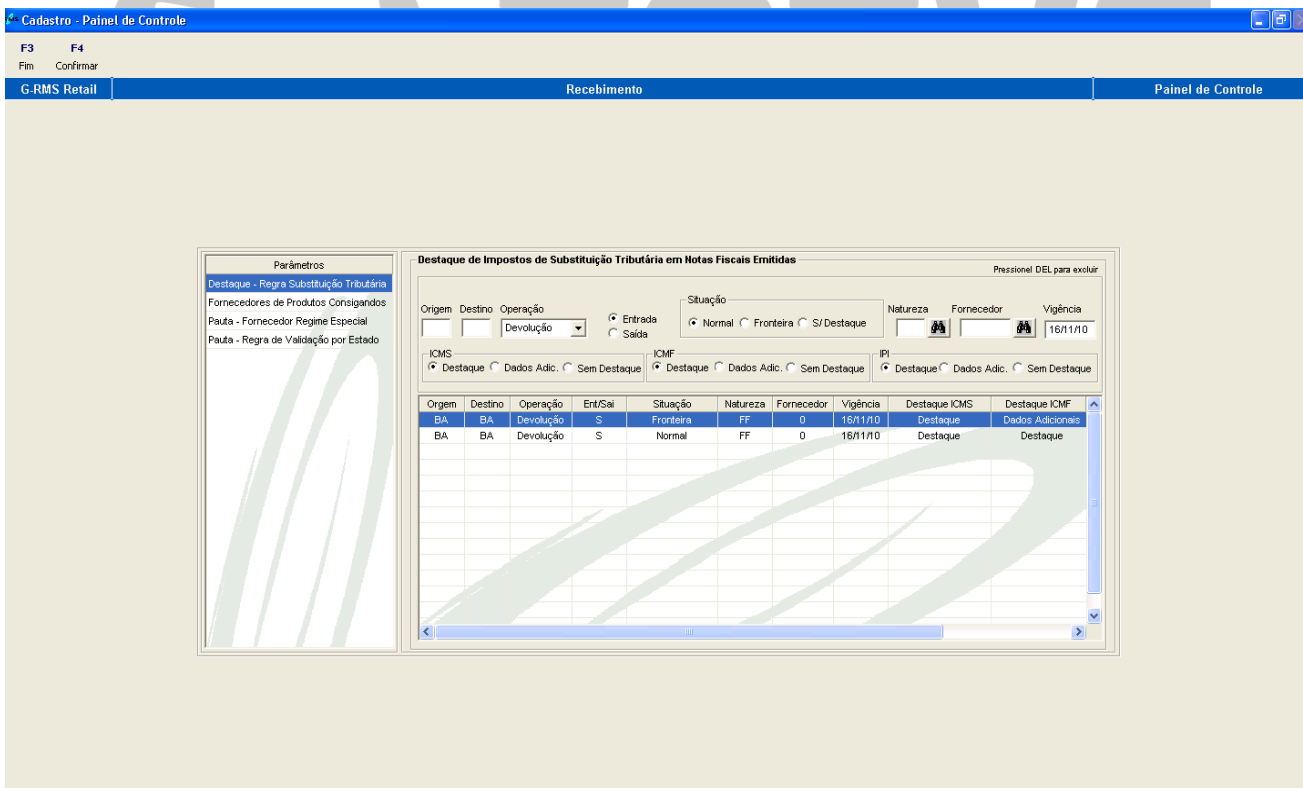 Cadastro - Painel de Controle
F3 F4
Fim Confirmar
G-RMS Retail Recebimento Painel de Controle
Parâmetros
Destaque - Regra Substituição Tributária
Fornecedores de Produtos Consigandos
Pauta - Fornecedor Regime Especial
Pauta - Regra de Validação por Estado
Destaque de Impostos de Substituição Tributária em Notas Fiscais Emitidas
Pressionel DEL para excluir
Origem Destino Operação Situação Natureza Fornecedor Vigência
Devolução Entrada Saída Normal Fronteira S/ Destaque 16/11/10
ICMS ICMF IPI
Destaque Dados Adic. Sem Destaque Destaque Dados Adic. Sem Destaque Destaque Dados Adic. Sem Destaque
Orgem Destino Operação Ent/Sai Situação Natureza Fornecedor Vigência Destaque ICMS Destaque ICMF
BA BA Devolução S Fronteira FF 0 16/11/10 Destaque Dados Adicionais
BA BA Devolução S Normal FF 0 16/11/10 Destaque Destaque